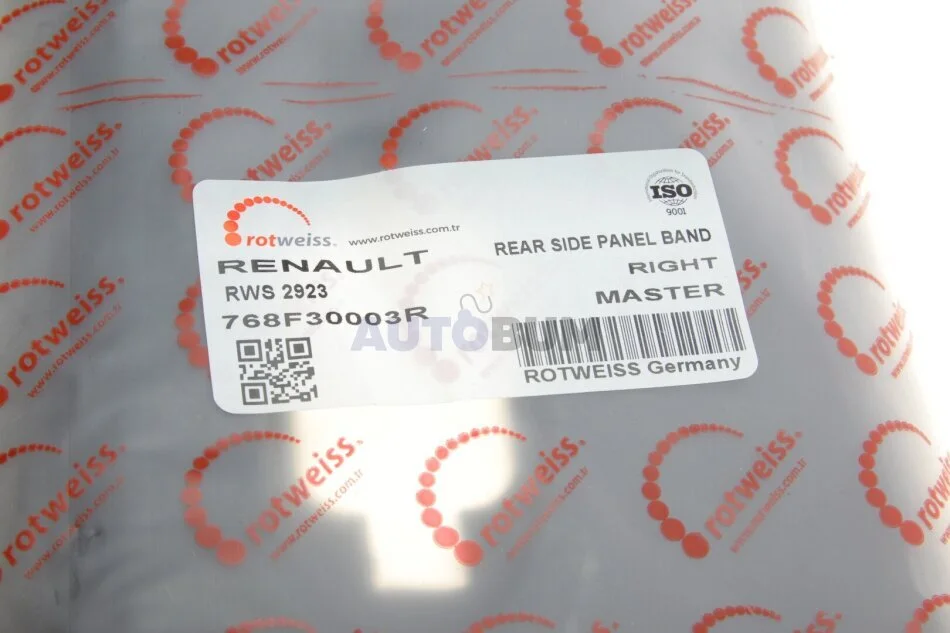 rotweiss.
www.rotweiss.com.tr
ISO
9001
RENAULT
REAR SIDE PANEL BAND
RWS 2923
RIGHT
768F30003R
MASTER
ROTWEISS Germany
AUTOBUM
rotweiss.
www.rotweiss.com.tr